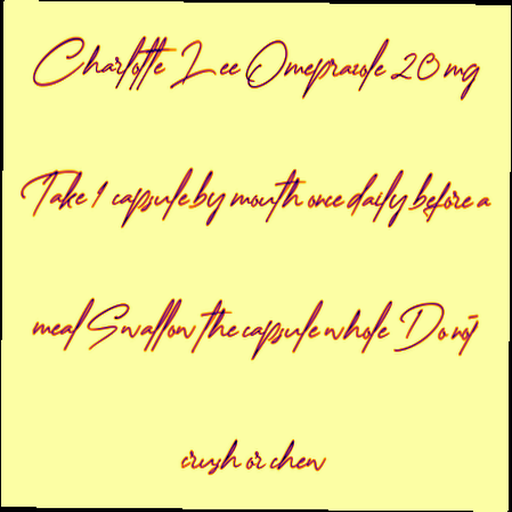 Charlotte Lee Omeprazole 20 mg
Take 1 capsule by mouth once daily before a
meal Swallow the capsule whole Do not
crush or chew